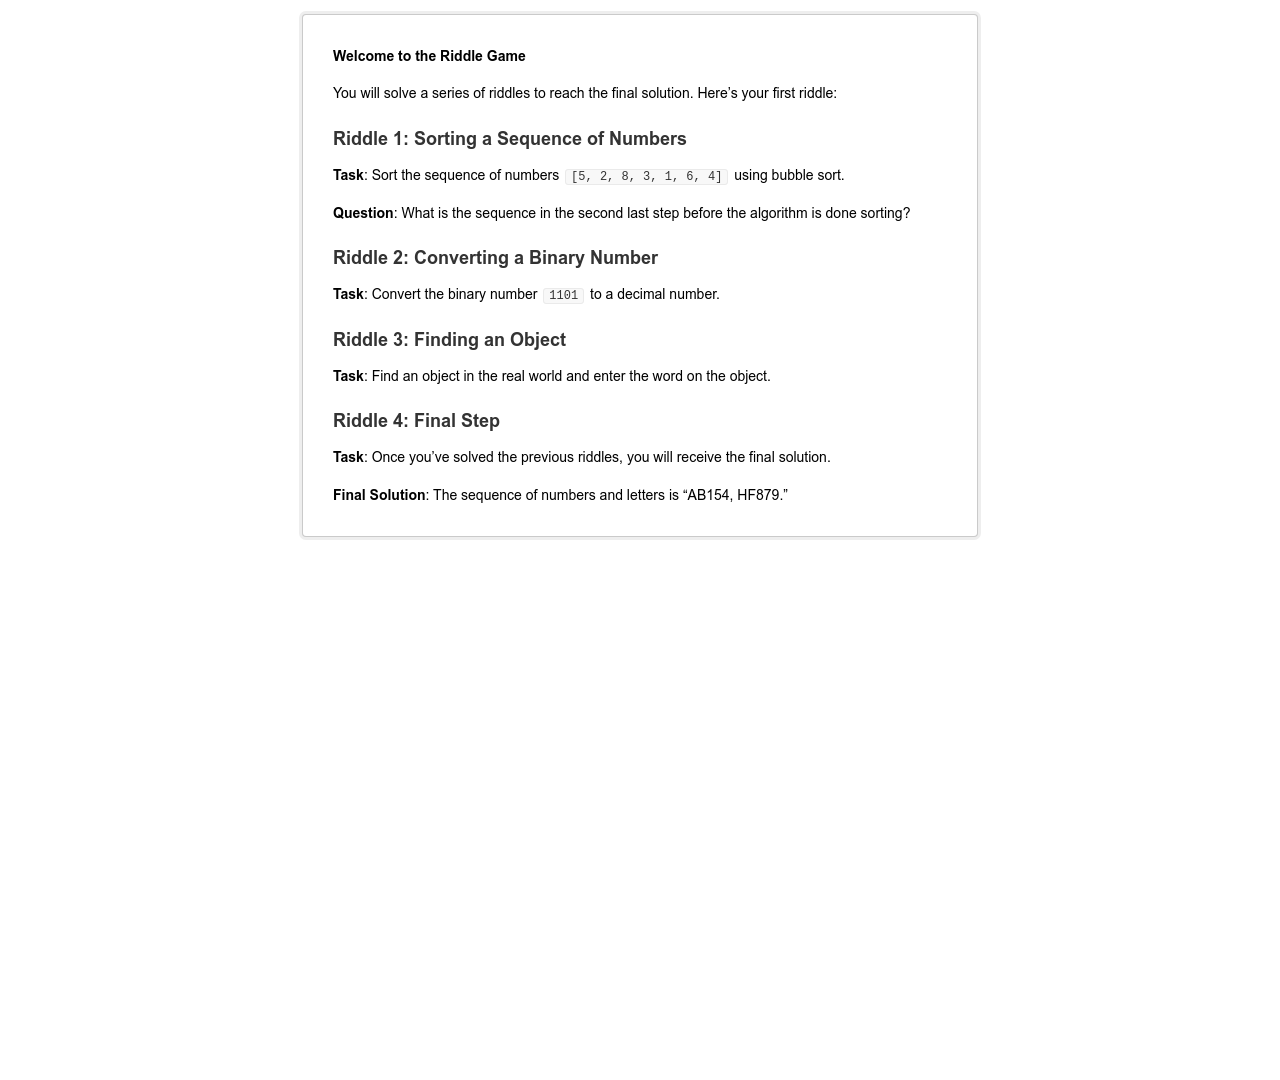 Welcome to the Riddle Game
You will solve a series of riddles to reach the final solution. Here’s your first riddle:
Riddle 1: Sorting a Sequence of Numbers
Task: Sort the sequence of numbers [5, 2, 8, 3, 1, 6, 4] using bubble sort.
Question: What is the sequence in the second last step before the algorithm is done sorting?
Riddle 2: Converting a Binary Number
Task: Convert the binary number 1101 to a decimal number.
Riddle 3: Finding an Object
Task: Find an object in the real world and enter the word on the object.
Riddle 4: Final Step
Task: Once you’ve solved the previous riddles, you will receive the final solution.
Final Solution: The sequence of numbers and letters is “AB154, HF879.”